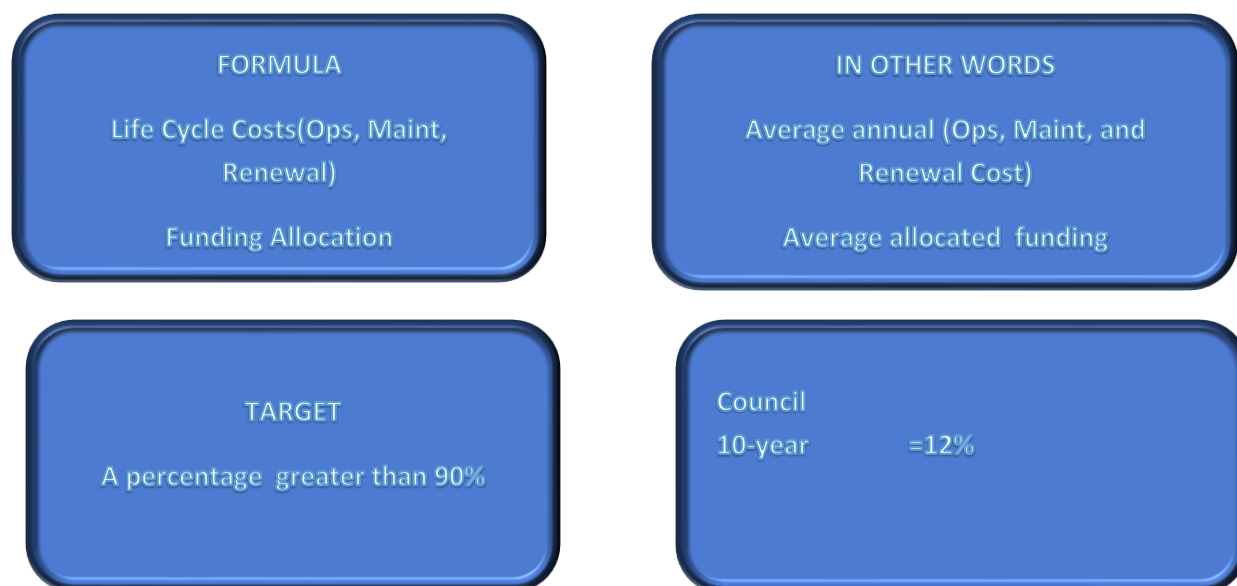 FORMULA
Life Cycle Costs(Ops, Maint,
Renewal)
Funding Allocation
IN OTHER WORDS
Average annual (Ops, Maint, and
Renewal Cost)
Average allocated  funding
TARGET
A percentage  greater than 90%
Council
10-year =12%